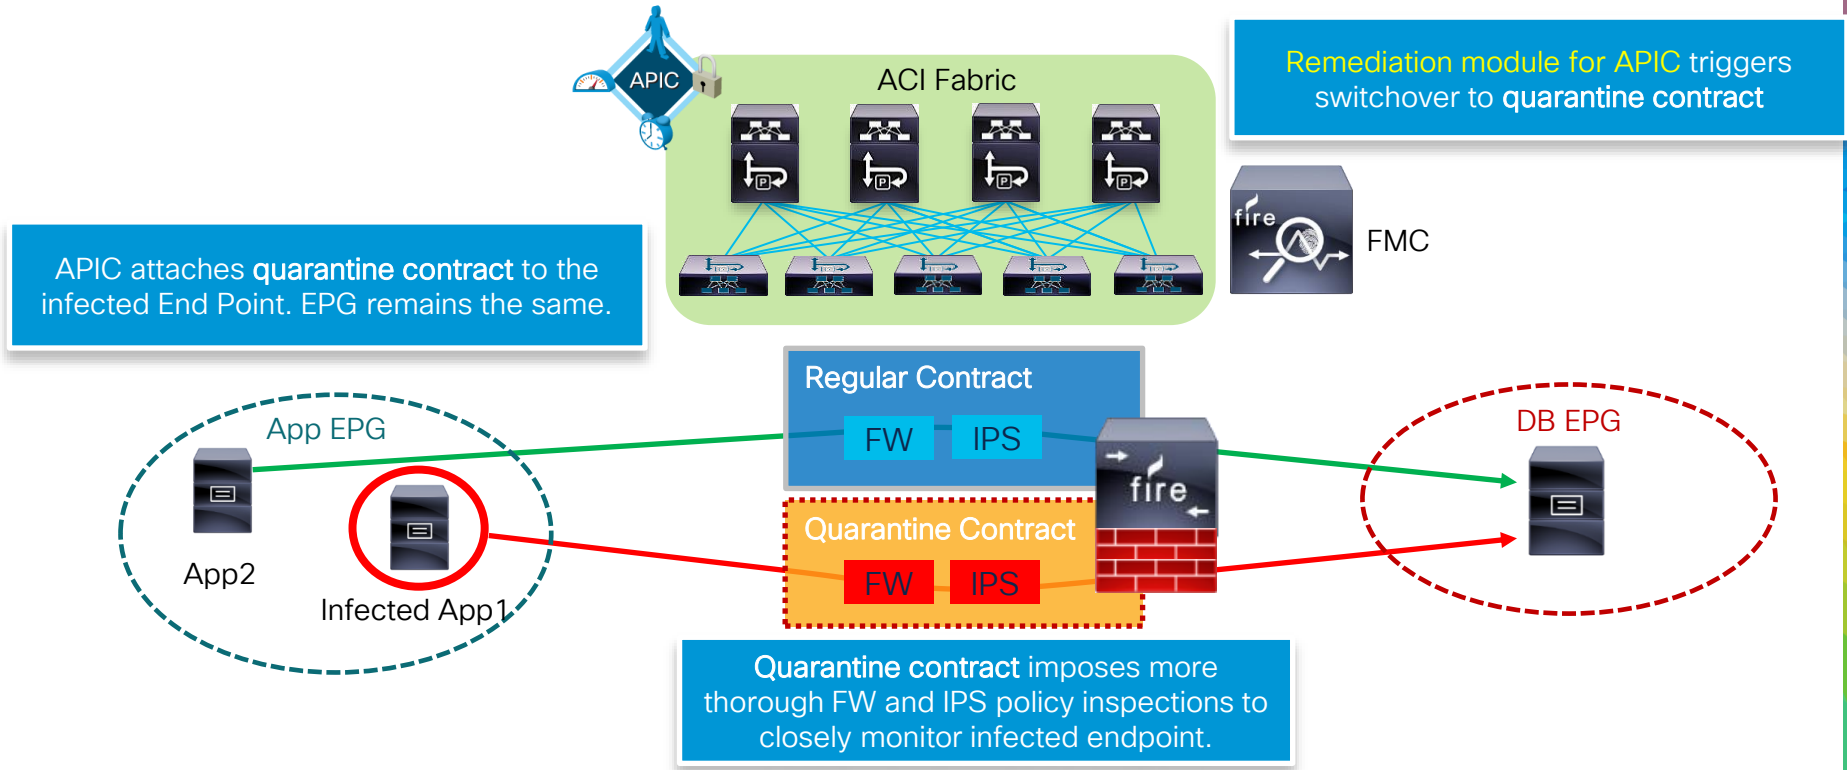 APIC
ACI Fabric
Remediation module for APIC triggers
switchover to quarantine contract
P
P
P
P
fire
FMC
APIC attaches quarantine contract to the
infected End Point. EPG remains the same.
Regular Contract
FW
IPS
App EPG
App2
Infected App1
fire
DB EPG
Quarantine Contract
FW
IPS
Quarantine contract imposes more
thorough FW and IPS policy inspections to
closely monitor infected endpoint.